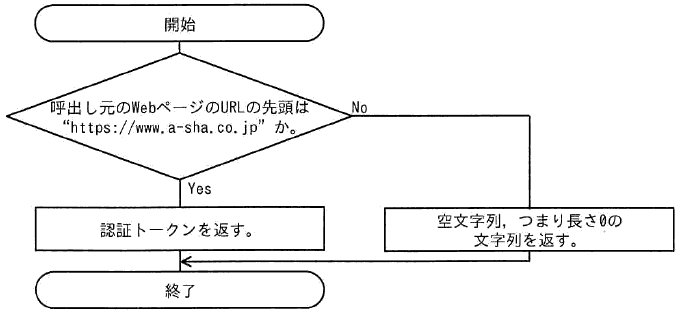 開始
呼出し元のWebページのURLの先頭は
“https://www.a-sha.co.jp”か。
No
Yes
認証トークンを返す。
空文字列，つまり長さ0の
文字列を返す。
終了